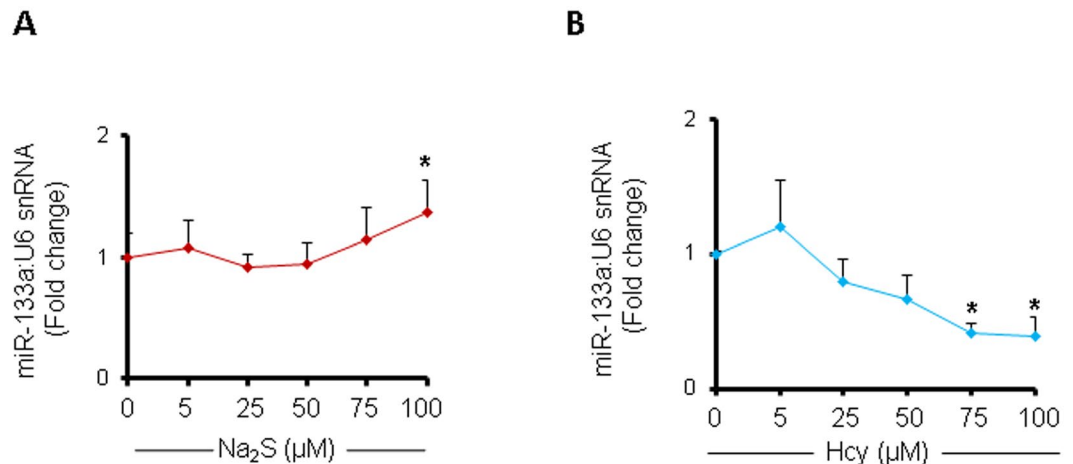 A
miR-133a:U6 snRNA
(Fold change)
2
1
0
*
0 5 25 50 75 100
Na₂S (µM)
B
miR-133a:U6 snRNA
(Fold change)
2
1
0
* *
0 5 25 50 75 100
Hcy (µM)